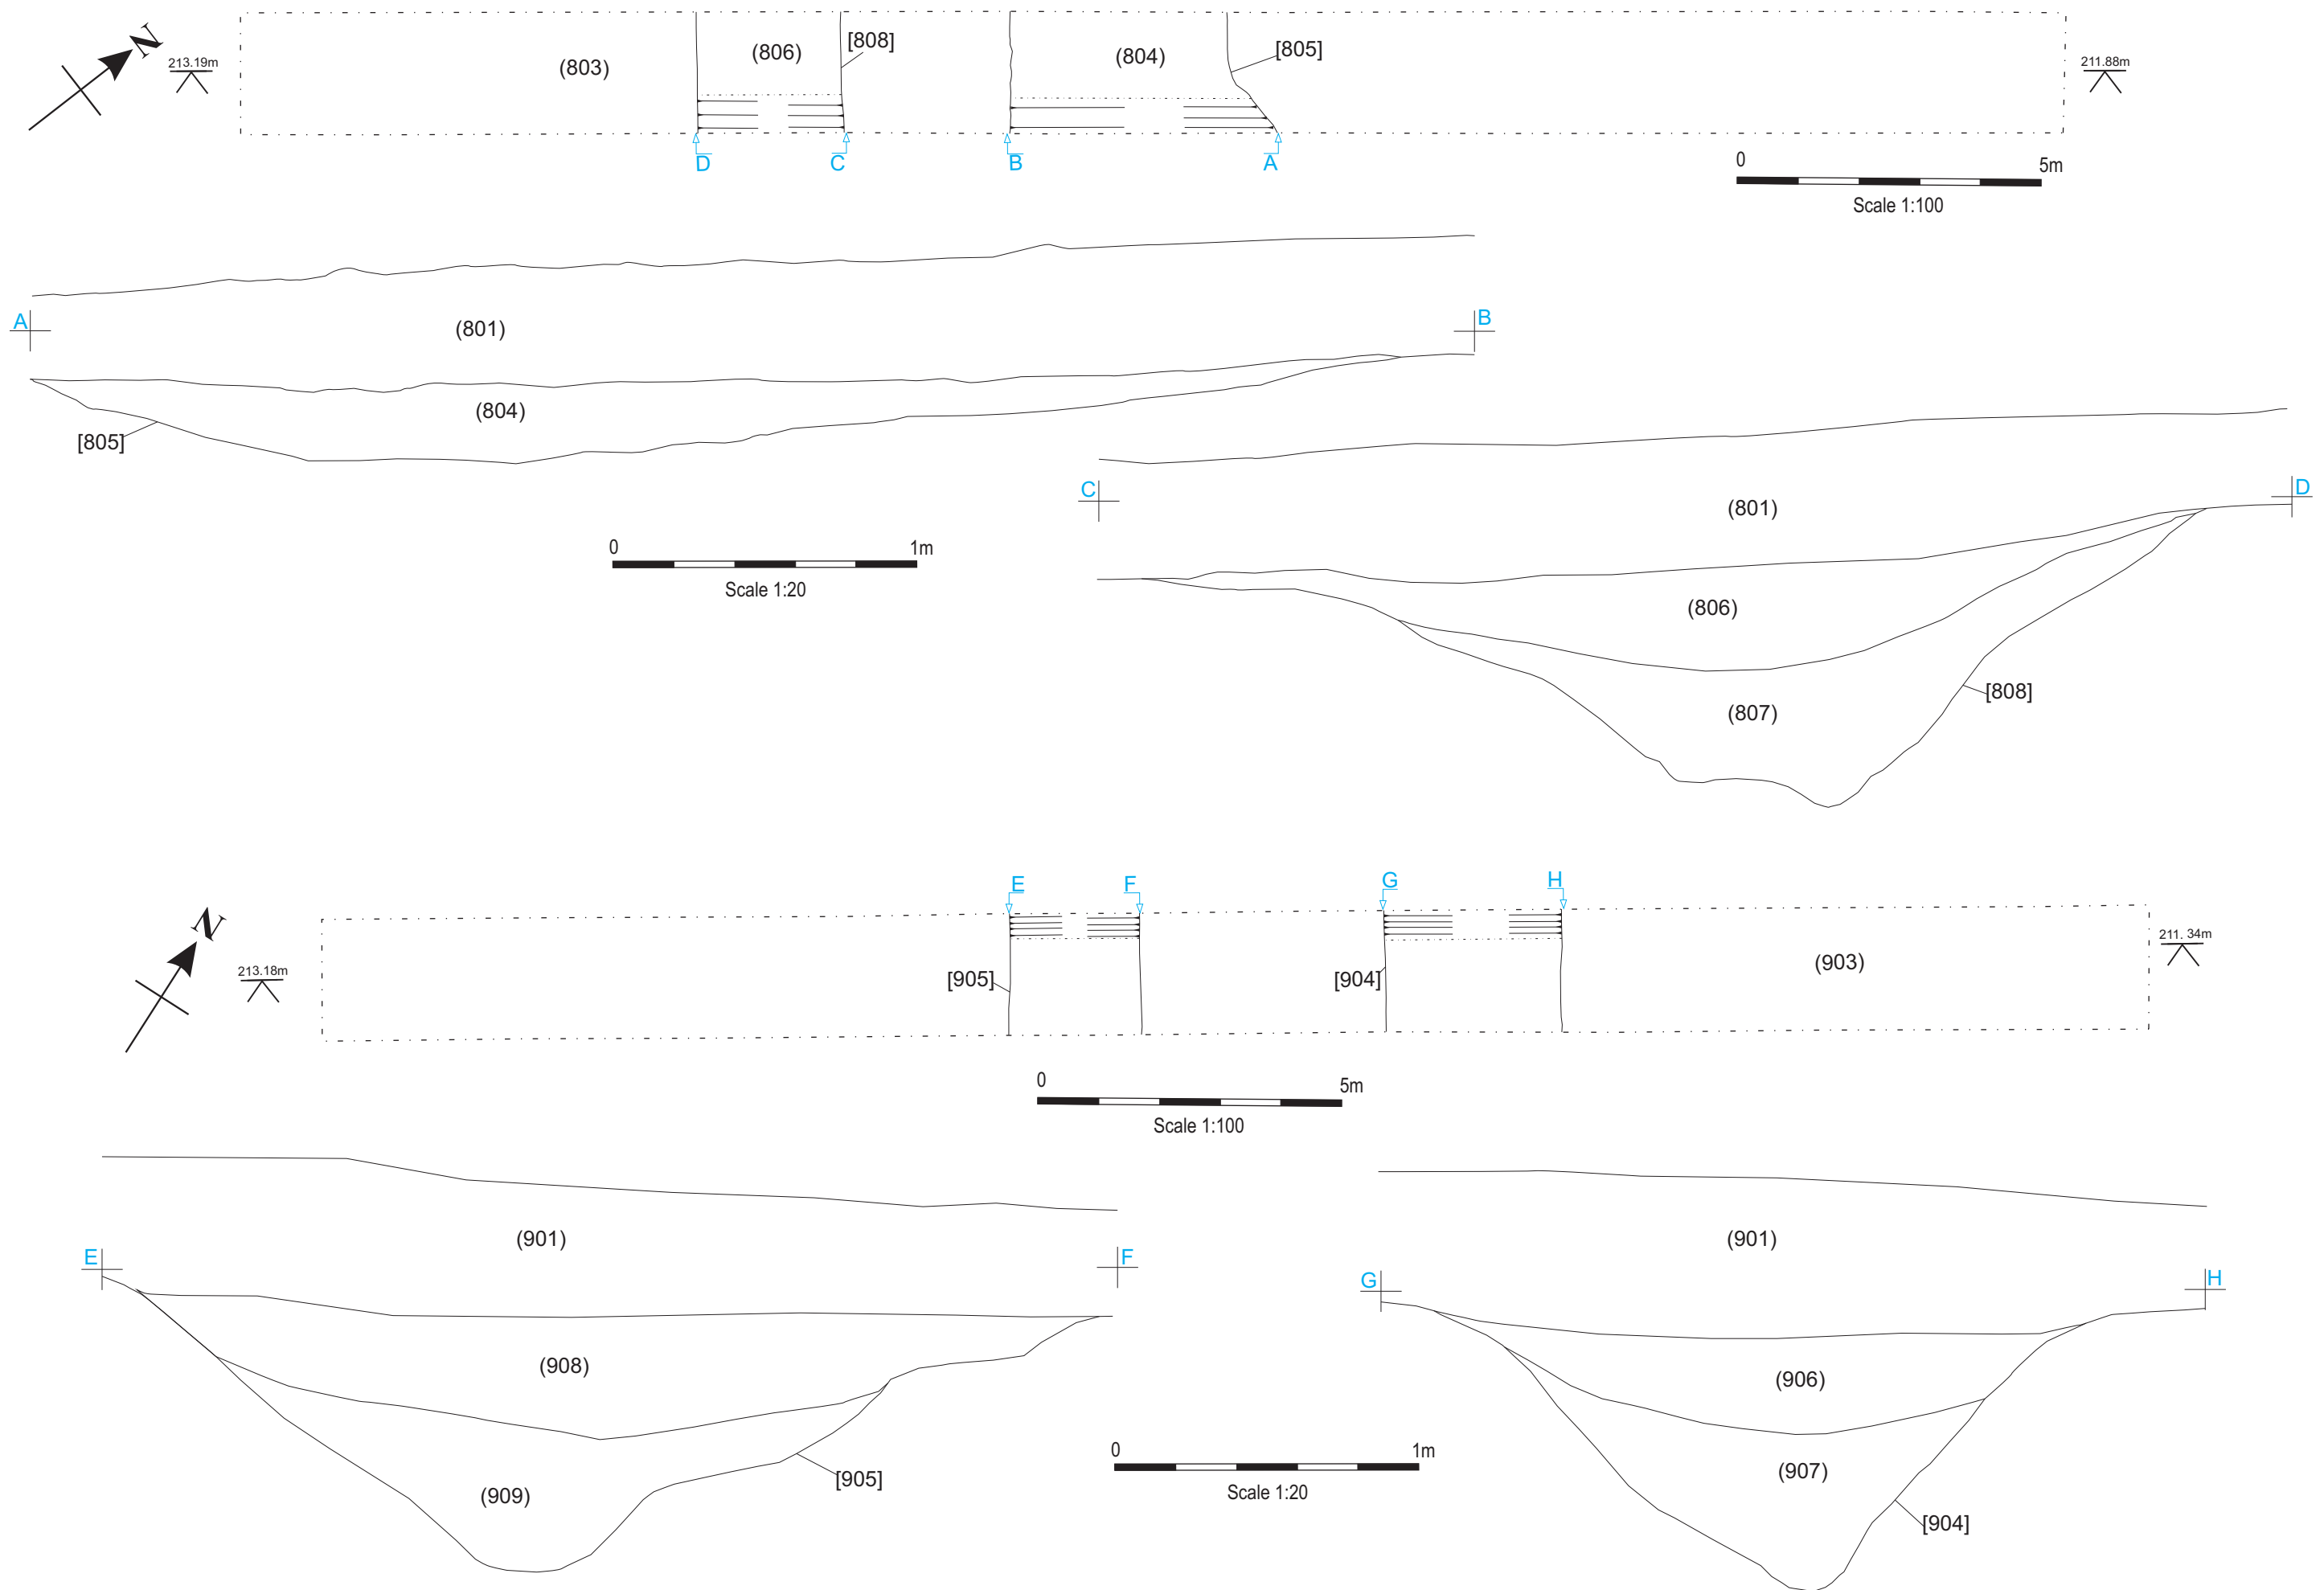 N
213.19m
(803)
(806)
[808]
(804)
[805]
211.88m
D
C
B
A
0 5m
Scale 1:100
A
(801)
B
(804)
[805]
0 1m
Scale 1:20
C
(801)
D
(806)
(807)
[808]
N
213.18m
E
F
G
H
[905]
[904]
(903)
211. 34m
0 5m
Scale 1:100
E
(901)
F
(908)
(909)
[905]
0 1m
Scale 1:20
G
(901)
H
(906)
(907)
[904]